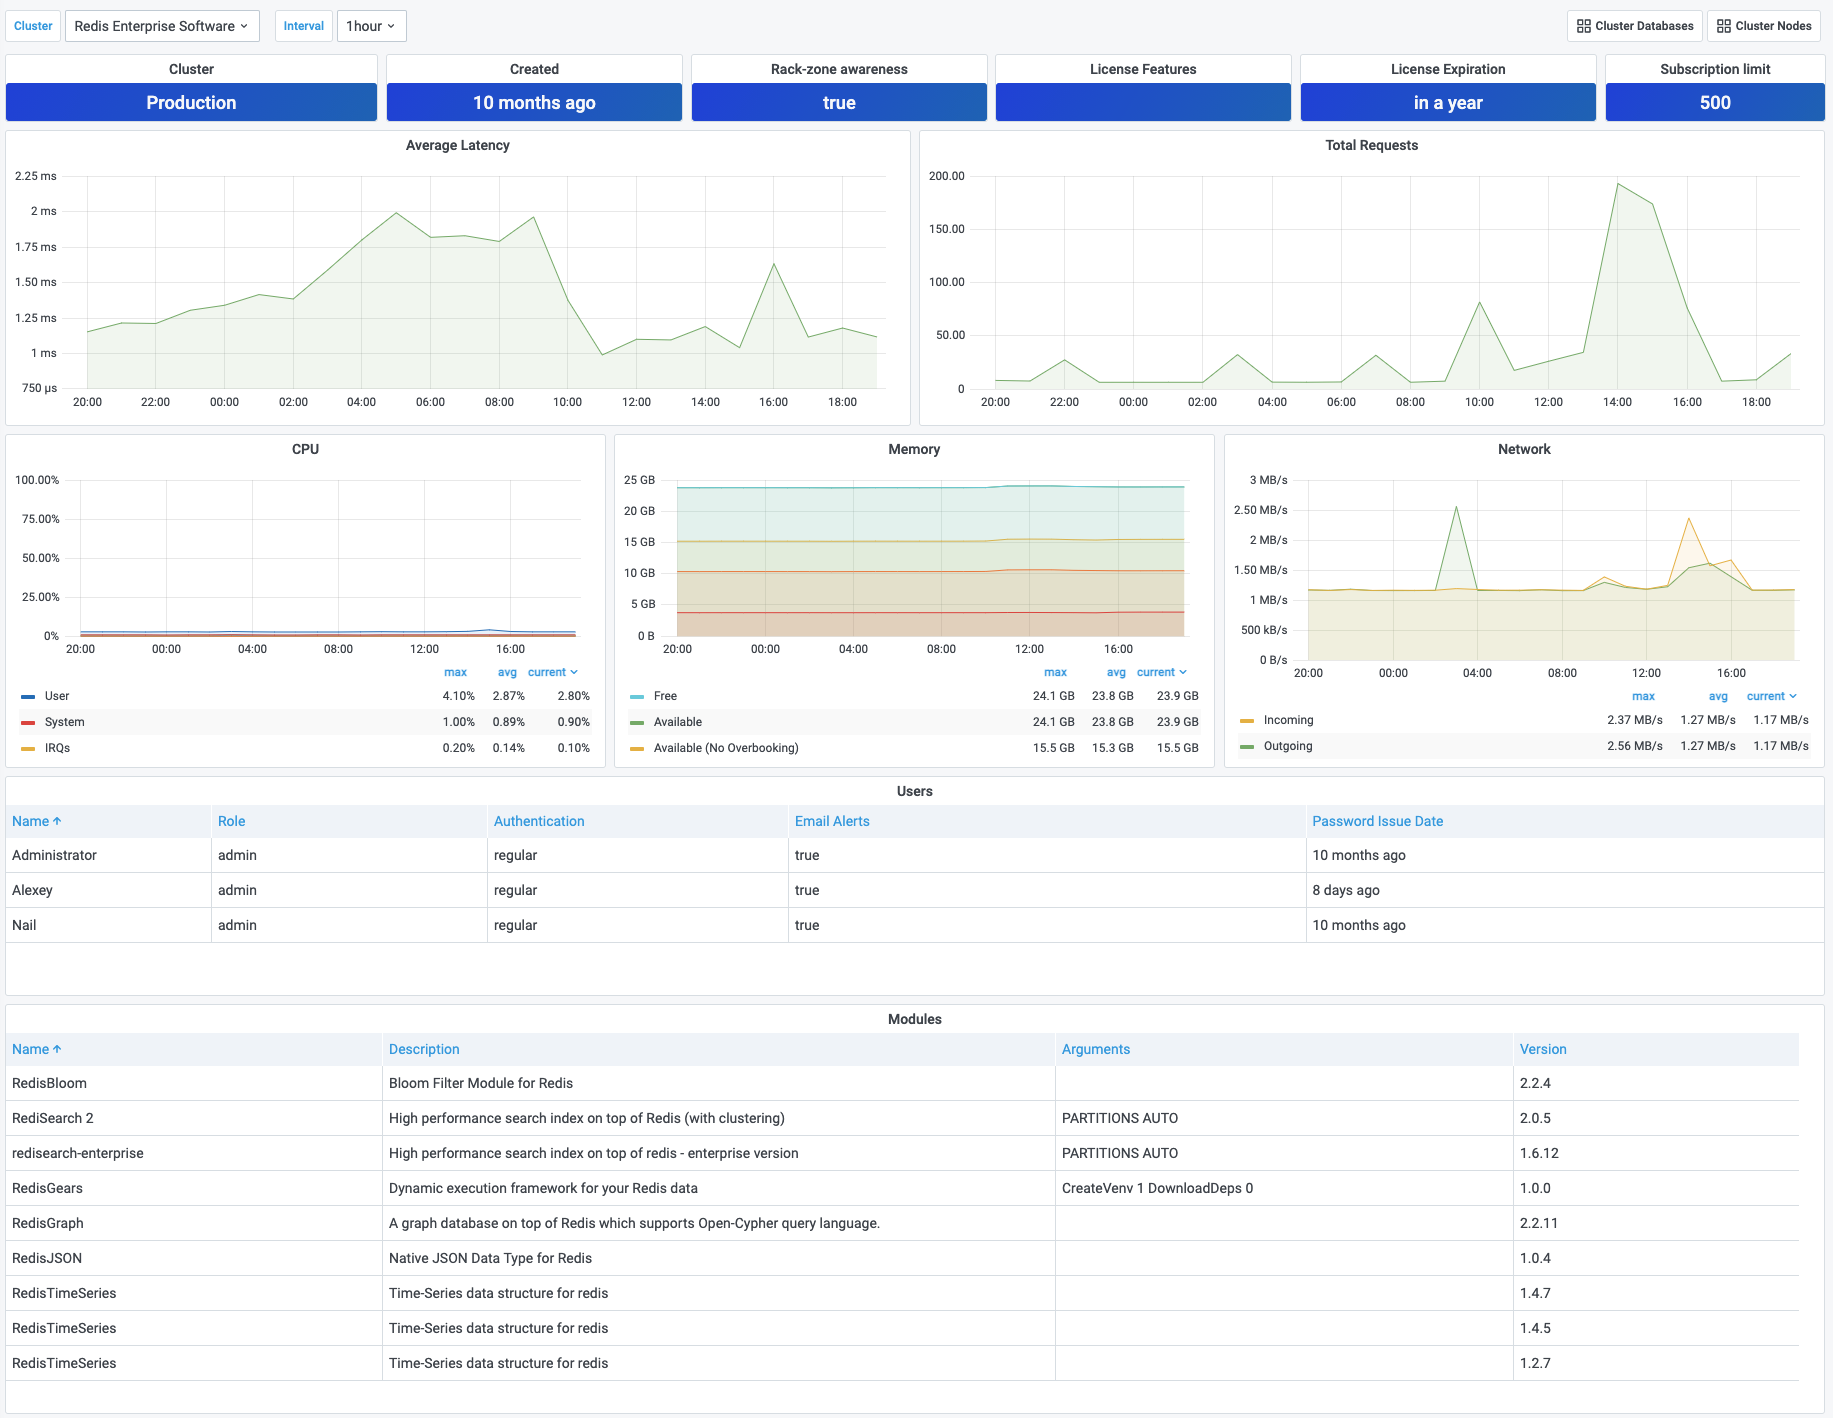 Cluster Redis Enterprise Software Interval 1hour Cluster Databases Cluster Nodes
Cluster Created Rack-zone awareness License Features License Expiration Subscription limit
Production 10 months ago true in a year 500
Average Latency
2.25 ms
2 ms
1.75 ms
1.50 ms
1.25 ms
1 ms
750 µs
20:00 22:00 00:00 02:00 04:00 06:00 08:00 10:00 12:00 14:00 16:00 18:00
Total Requests
200.00
150.00
100.00
50.00
0
20:00 22:00 00:00 02:00 04:00 06:00 08:00 10:00 12:00 14:00 16:00 18:00
CPU
100.00%
75.00%
50.00%
25.00%
0%
20:00 00:00 04:00 08:00 12:00 16:00
max avg current
User 4.10% 2.87% 2.80%
System 1.00% 0.89% 0.90%
IRQs 0.20% 0.14% 0.10%
Memory
25 GB
20 GB
15 GB
10 GB
5 GB
0 B
20:00 00:00 04:00 08:00 12:00 16:00
max avg current
Free 24.1 GB 23.8 GB 23.9 GB
Available 24.1 GB 23.8 GB 23.9 GB
Available (No Overbooking) 15.5 GB 15.3 GB 15.5 GB
Network
3 MB/s
2.50 MB/s
2 MB/s
1.50 MB/s
1 MB/s
500 kB/s
0 B/s
20:00 00:00 04:00 08:00 12:00 16:00
max avg current
Incoming 2.37 MB/s 1.27 MB/s 1.17 MB/s
Outgoing 2.56 MB/s 1.27 MB/s 1.17 MB/s
Users
Name Role Authentication Email Alerts Password Issue Date
Administrator admin regular true 10 months ago
Alexey admin regular true 8 days ago
Nail admin regular true 10 months ago
Modules
Name Description Arguments Version
RedisBloom Bloom Filter Module for Redis 2.2.4
RediSearch 2 High performance search index on top of Redis (with clustering) PARTITIONS AUTO 2.0.5
redisearch-enterprise High performance search index on top of redis - enterprise version PARTITIONS AUTO 1.6.12
RedisGears Dynamic execution framework for your Redis data CreateVenv 1 DownloadDeps 0 1.0.0
RedisGraph A graph database on top of Redis which supports Open-Cypher query language. 2.2.11
RedisJSON Native JSON Data Type for Redis 1.0.4
RedisTimeSeries Time-Series data structure for redis 1.4.7
RedisTimeSeries Time-Series data structure for redis 1.4.5
RedisTimeSeries Time-Series data structure for redis 1.2.7